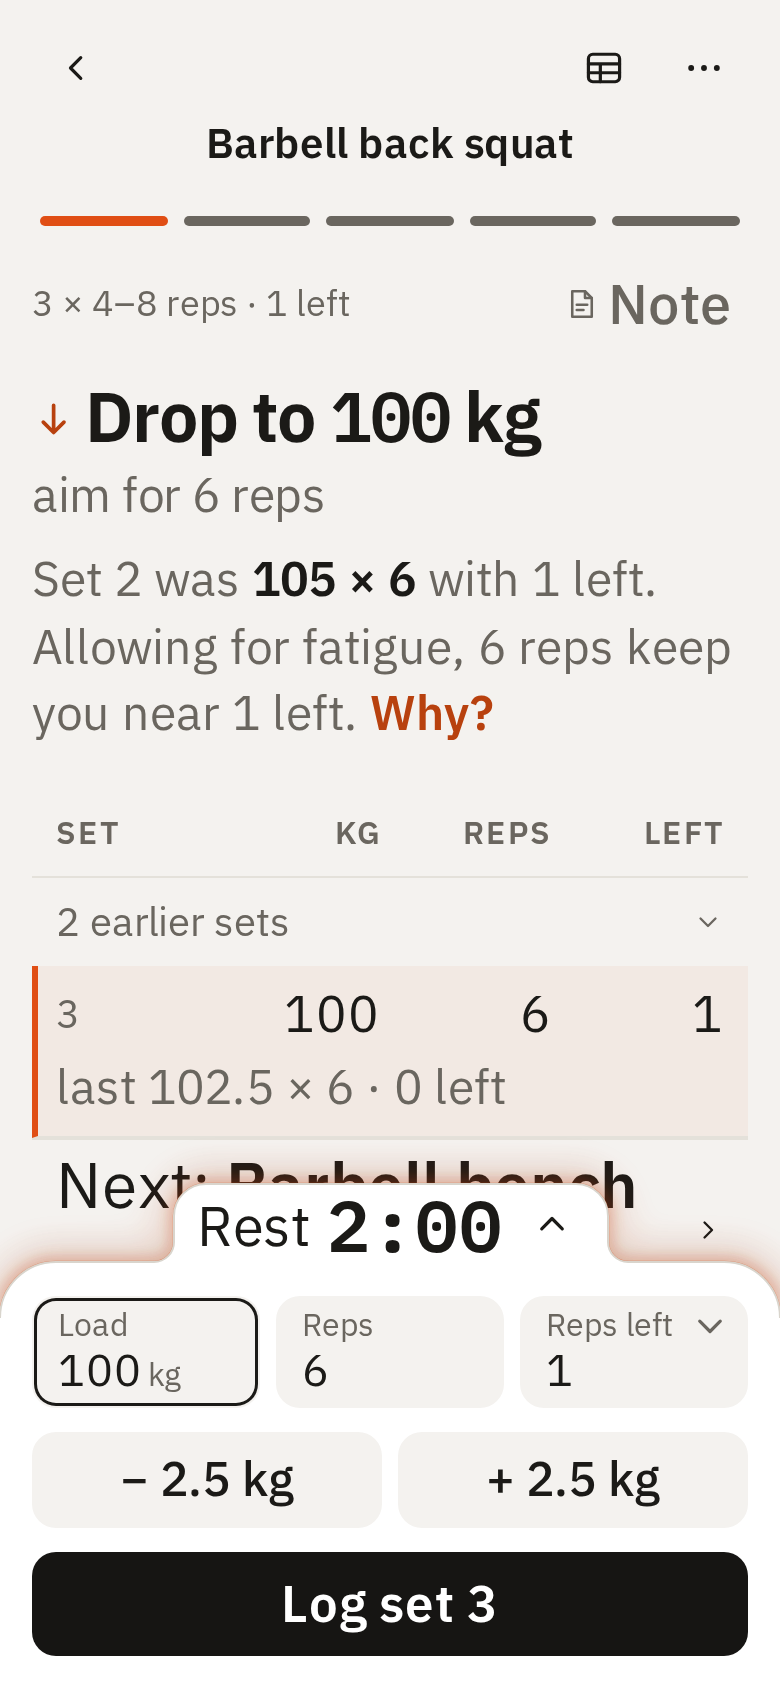 Barbell back squat
3 × 4–8 reps · 1 left
Note
Drop to 100 kg
aim for 6 reps
Set 2 was 105 × 6 with 1 left.
Allowing for fatigue, 6 reps keep
you near 1 left. Why?
SET KG REPS LEFT
2 earlier sets
3 100 6 1
last 102.5 × 6 · 0 left
Next: Barbell bench
Rest 2:00
Load Reps Reps left
100 kg 6 1
− 2.5 kg + 2.5 kg
Log set 3